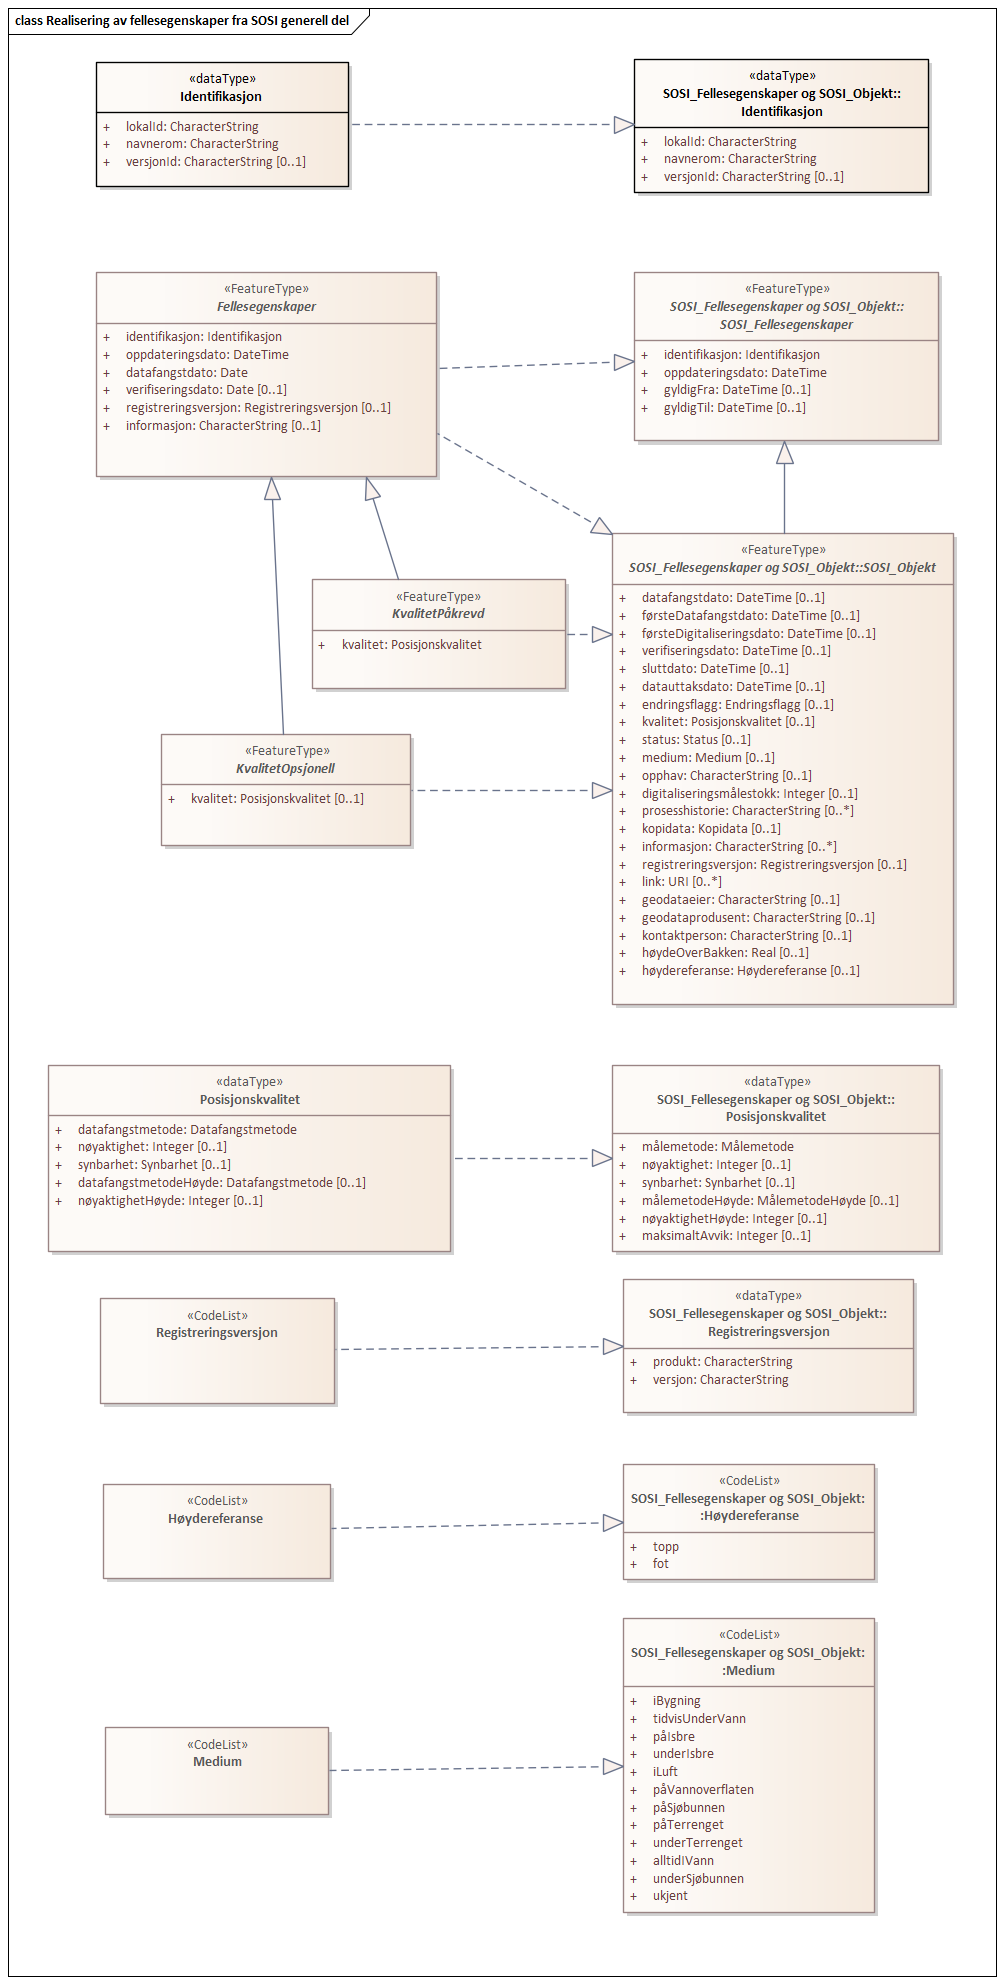 class Realisering av fellesegenskaper fra SOSI generell del
«dataType»
Identifikasjon
+ lokalId: CharacterString
+ navnerom: CharacterString
+ versjonId: CharacterString [0..1]
«dataType»
SOSI_Fellesegenskaper og SOSI_Objekt::
Identifikasjon
+ lokalId: CharacterString
+ navnerom: CharacterString
+ versjonId: CharacterString [0..1]
«FeatureType»
Fellesegenskaper
+ identifikasjon: Identifikasjon
+ oppdateringsdato: DateTime
+ datafangstdato: Date
+ verifiseringsdato: Date [0..1]
+ registreringsversjon: Registreringsversjon [0..1]
+ informasjon: CharacterString [0..1]
«FeatureType»
SOSI_Fellesegenskaper og SOSI_Objekt::
SOSI_Fellesegenskaper
+ identifikasjon: Identifikasjon
+ oppdateringsdato: DateTime
+ gyldigFra: DateTime [0..1]
+ gyldigTil: DateTime [0..1]
«FeatureType»
KvalitetPåkrevd
+ kvalitet: Posisjonskvalitet
«FeatureType»
KvalitetOpsjonell
+ kvalitet: Posisjonskvalitet [0..1]
«FeatureType»
SOSI_Fellesegenskaper og SOSI_Objekt::SOSI_Objekt
+ datafangstdato: DateTime [0..1]
+ førsteDatafangstdato: DateTime [0..1]
+ førsteDigitaliseringsdato: DateTime [0..1]
+ verifiseringsdato: DateTime [0..1]
+ sluttdato: DateTime [0..1]
+ datauttaksdato: DateTime [0..1]
+ endringsflagg: Endringsflagg [0..1]
+ kvalitet: Posisjonskvalitet [0..1]
+ status: Status [0..1]
+ medium: Medium [0..1]
+ opphav: CharacterString [0..1]
+ digitaliseringsmålestokk: Integer [0..1]
+ prosesshistorie: CharacterString [0..*]
+ kopidata: Kopidata [0..1]
+ informasjon: CharacterString [0..*]
+ registreringsversjon: Registreringsversjon [0..1]
+ link: URI [0..*]
+ geodataeier: CharacterString [0..1]
+ geodataprodusent: CharacterString [0..1]
+ kontaktperson: CharacterString [0..1]
+ høydeOverBakken: Real [0..1]
+ høydereferanse: Høydereferanse [0..1]
«dataType»
Posisjonskvalitet
+ datafangstmetode: Datafangstmetode
+ nøyaktighet: Integer [0..1]
+ synbarhet: Synbarhet [0..1]
+ datafangstmetodeHøyde: Datafangstmetode [0..1]
+ nøyaktighetHøyde: Integer [0..1]
«dataType»
SOSI_Fellesegenskaper og SOSI_Objekt::
Posisjonskvalitet
+ målemetode: Målemetode
+ nøyaktighet: Integer [0..1]
+ synbarhet: Synbarhet [0..1]
+ målemetodeHøyde: MålemetodeHøyde [0..1]
+ nøyaktighetHøyde: Integer [0..1]
+ maksimaltAvvik: Integer [0..1]
«CodeList»
Registreringsversjon
«dataType»
SOSI_Fellesegenskaper og SOSI_Objekt::
Registreringsversjon
+ produkt: CharacterString
+ versjon: CharacterString
«CodeList»
Høydereferanse
«CodeList»
SOSI_Fellesegenskaper og SOSI_Objekt:
:Høydereferanse
+ topp
+ fot
«CodeList»
Medium
«CodeList»
SOSI_Fellesegenskaper og SOSI_Objekt:
:Medium
+ iBygning
+ tidvisUnderVann
+ påIsbre
+ underIsbre
+ iLuft
+ påVannoverflaten
+ påSjøbunnen
+ påTerrenget
+ underTerrenget
+ alltidIVann
+ underSjøbunnen
+ ukjent